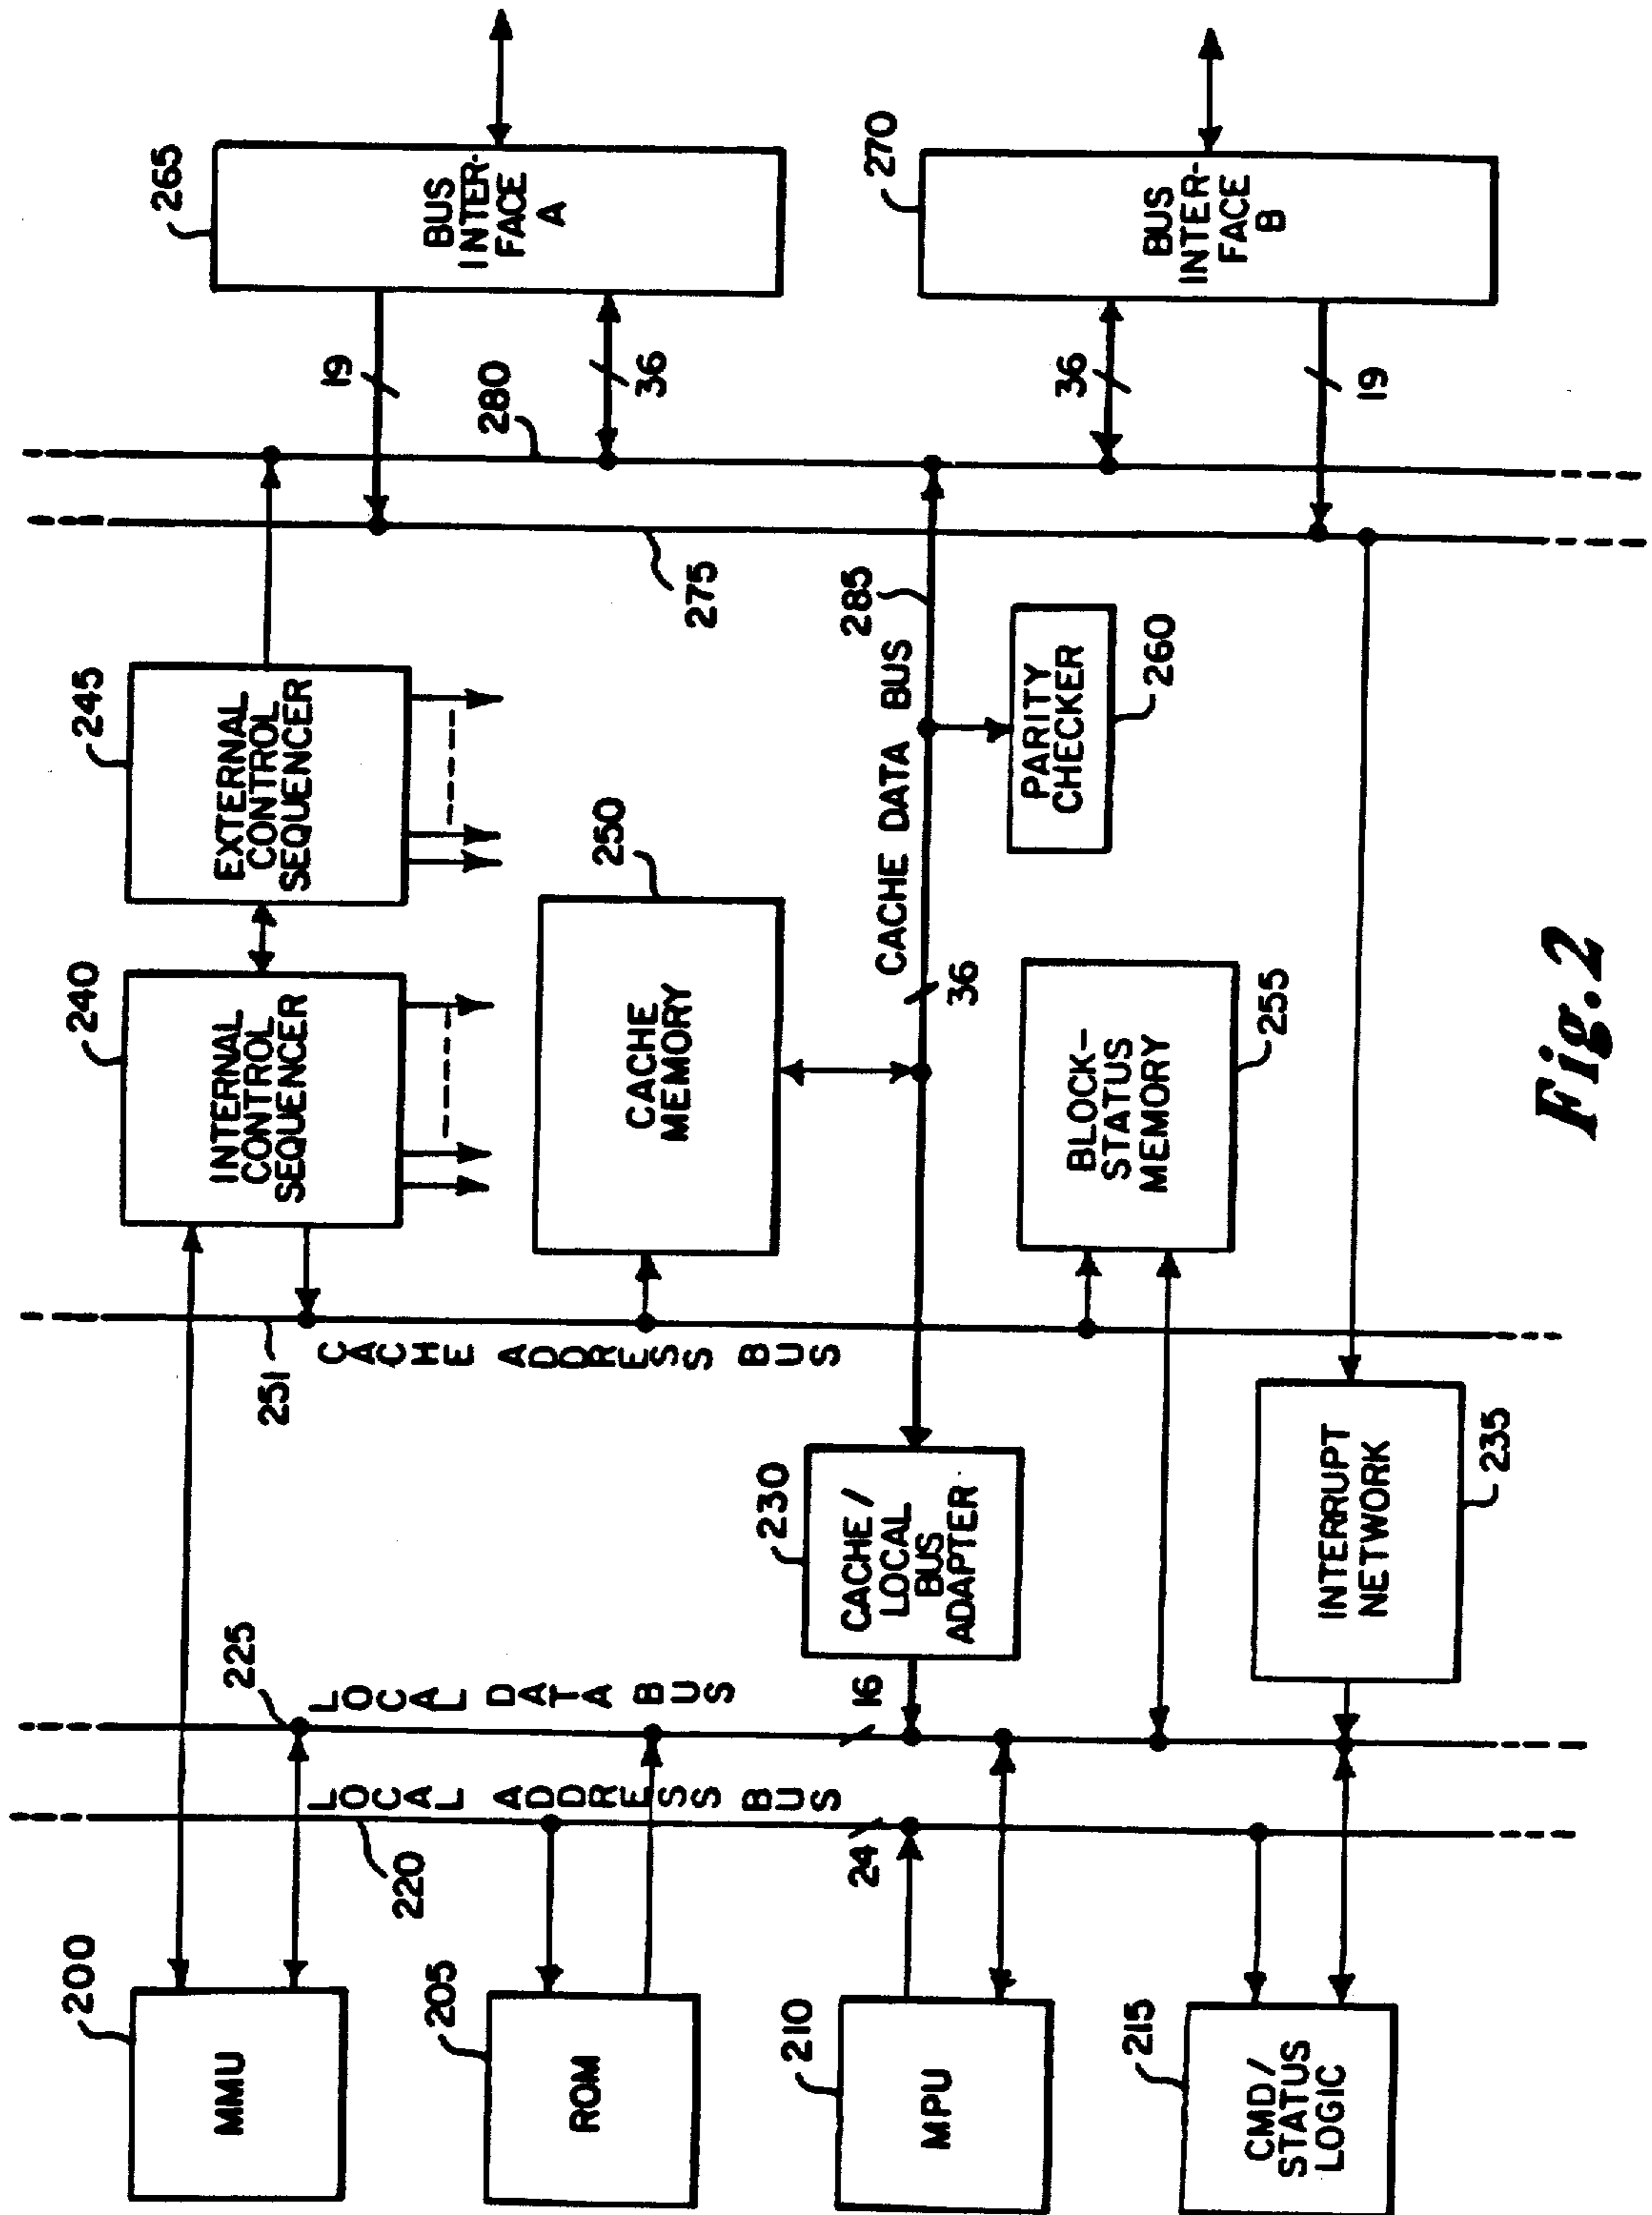 265
BUS
INTER-
FACE
A
270
BUS
INTER-
FACE
B
19
36
280
36
19
275
245
EXTERNAL
CONTROL
SEQUENCER
285
CACHE DATA BUS
36
PARITY
CHECKER
260
240
INTERNAL
CONTROL
SEQUENCER
250
CACHE
MEMORY
BLOCK-
STATUS
MEMORY
255
251
CACHE ADDRESS BUS
230
CACHE/
LOCAL
BUS
ADAPTER
INTERRUPT
NETWORK
235
225
LOCAL DATA BUS
16
LOCAL ADDRESS BUS
220
24
200
MMU
205
ROM
210
MPU
215
CMD/
STATUS
LOGIC
Fig.2